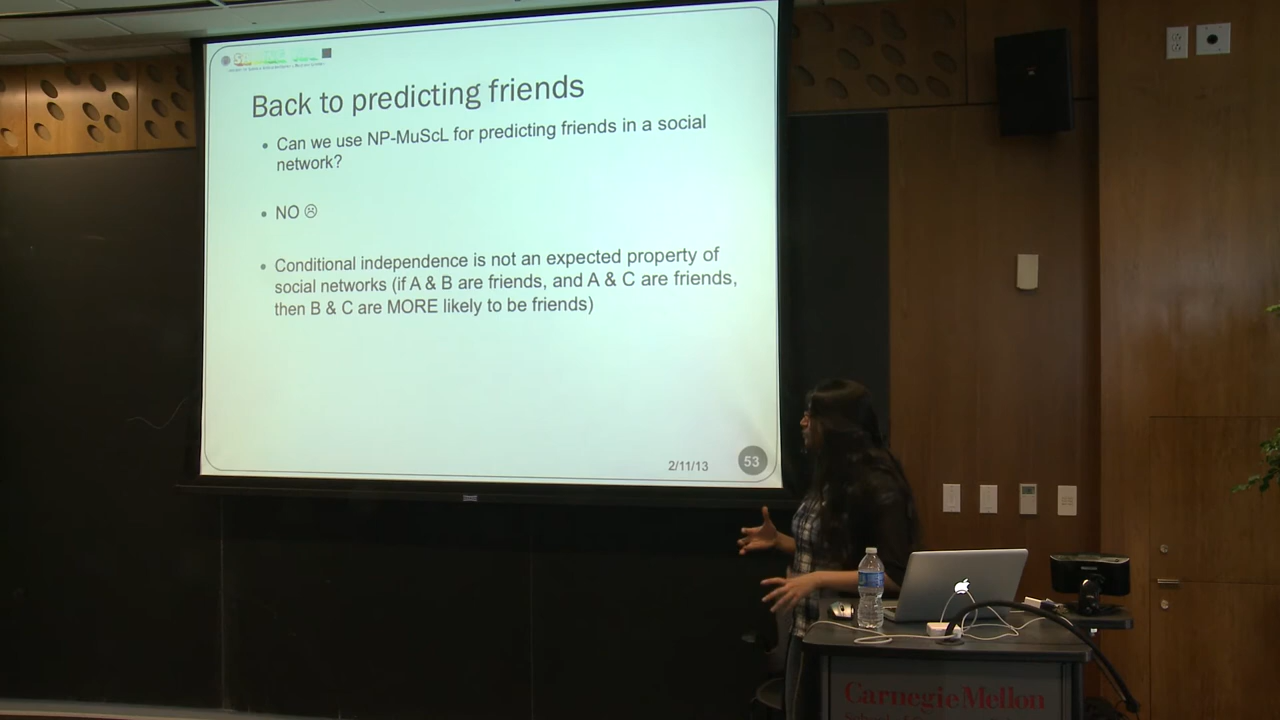 Back to predicting friends
• Can we use NP-MuScL for predicting friends in a social
network?
• NO ☹
• Conditional independence is not an expected property of
social networks (if A & B are friends, and A & C are friends,
then B & C are MORE likely to be friends)
2/11/13
53
Carnegie Mellon